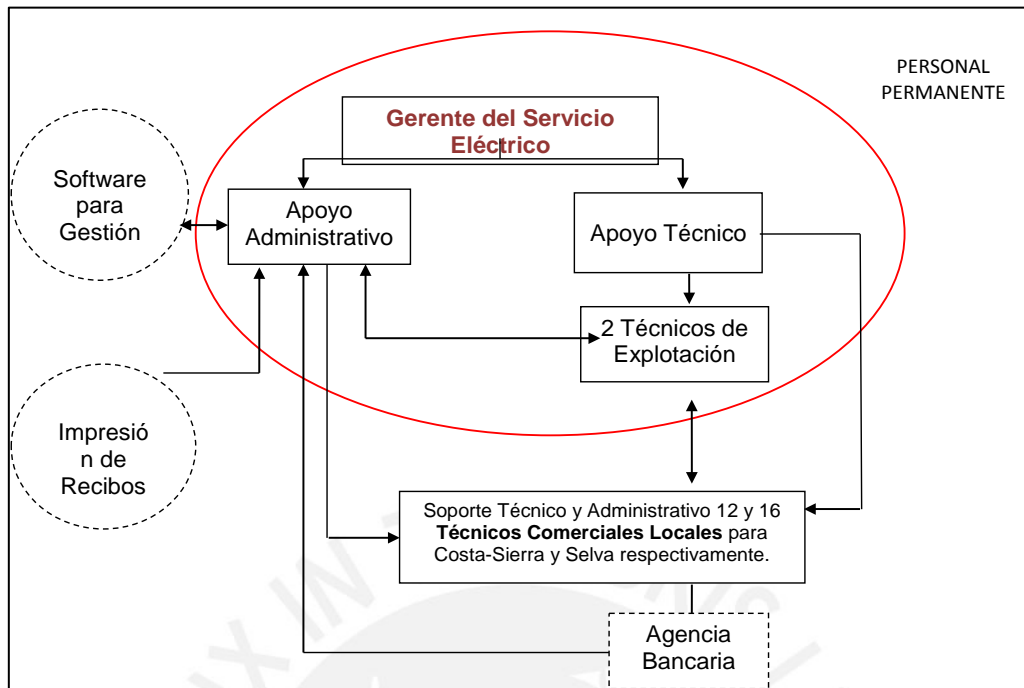 PERSONAL
PERMANENTE
Gerente del Servicio
Eléctrico
Software
para
Gestión
Apoyo
Administrativo
Apoyo Técnico
2 Técnicos de
Explotación
Impresió
n de
Recibos
Soporte Técnico y Administrativo 12 y 16
Técnicos Comerciales Locales para
Costa-Sierra y Selva respectivamente.
Agencia
Bancaria